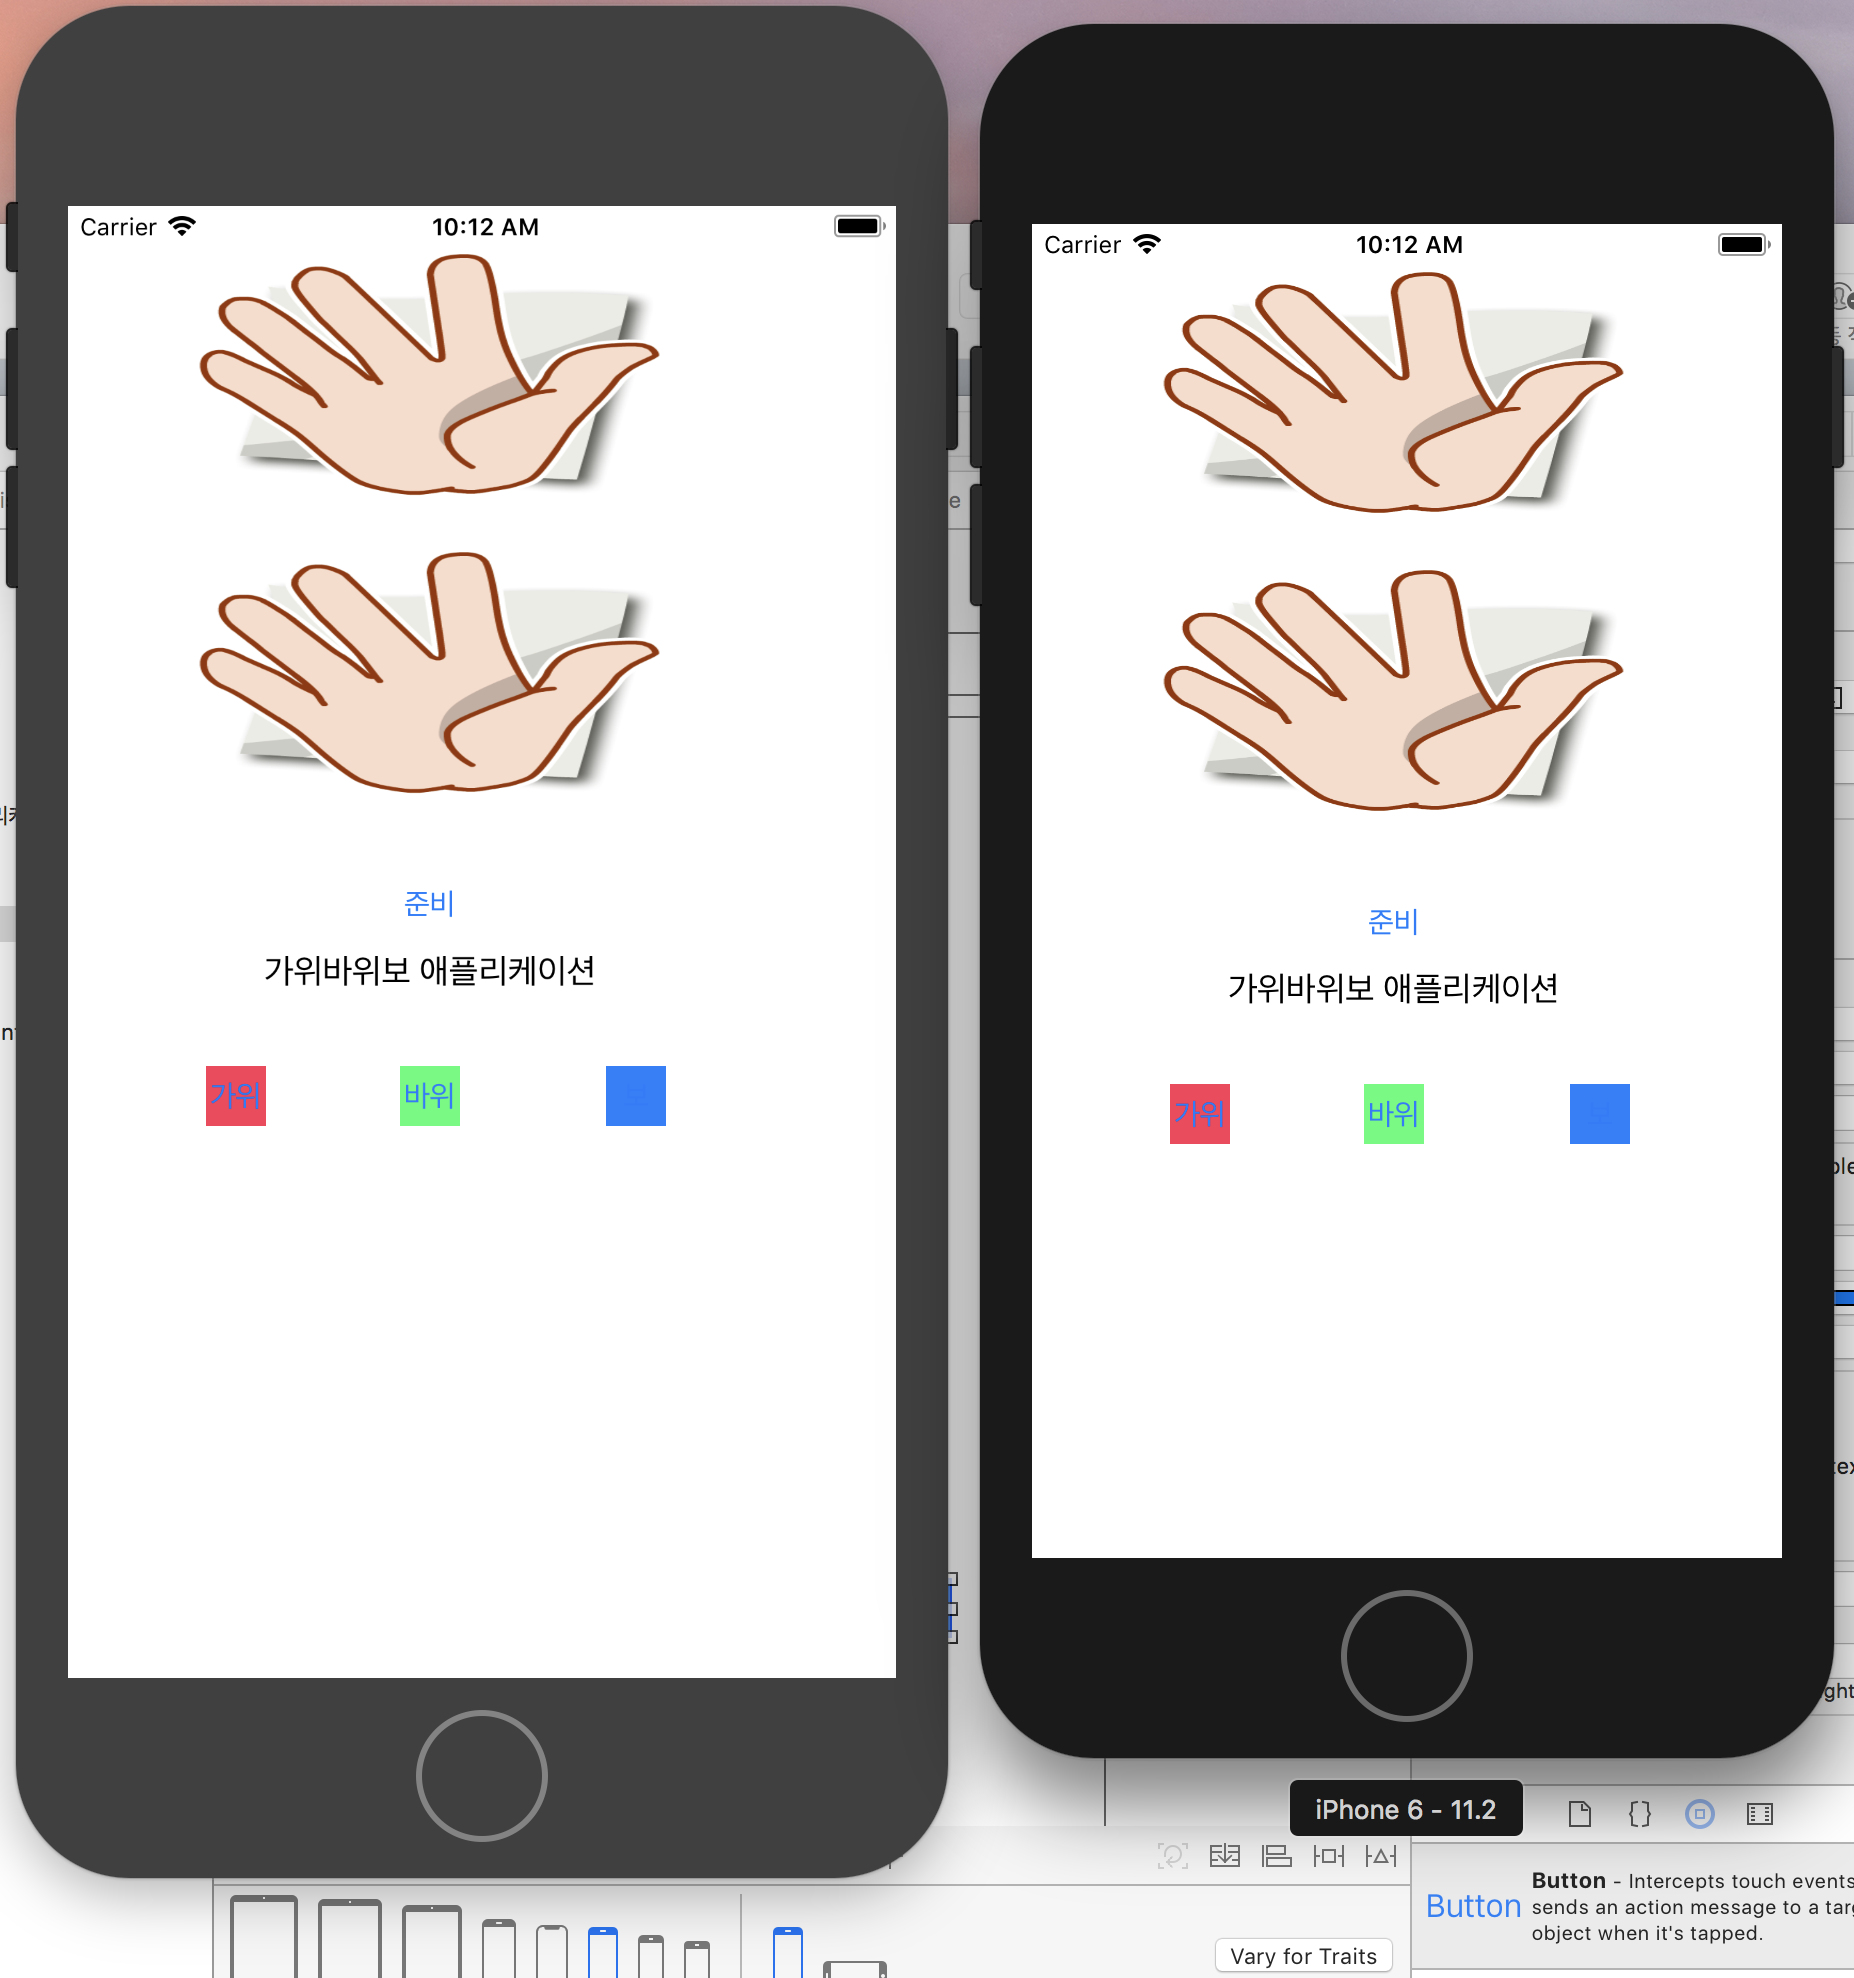 Carrier
10:12 AM
준비
가위바위보 애플리케이션
가위
바위
Carrier
10:12 AM
준비
가위바위보 애플리케이션
가위
바위
iPhone 6 - 11.2
Button
Button - Intercepts touch events
sends an action message to a
object when it's tapped.
Vary for Traits